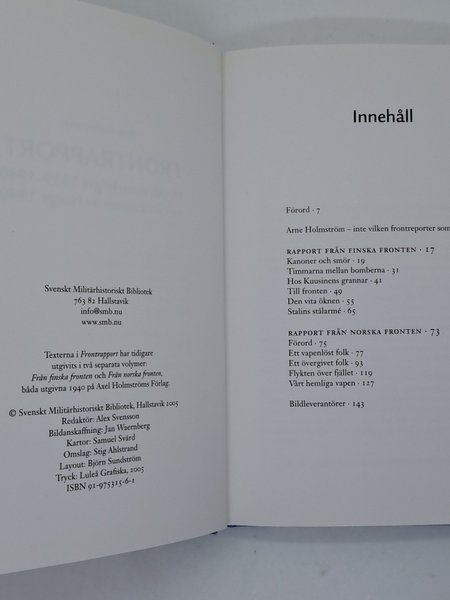 Svenskt Militärhistoriskt Bibliotek
763 82 Hallstavik
info@smb.nu
www.smb.nu
Texterna i Frontrapport har tidigare
utgivits i två separata volymer:
Från finska fronten och Från norska fronten,
båda utgivna 1940 på Axel Holmströms Förlag.
© Svenskt Militärhistoriskt Bibliotek, Hallstavik 2005
Redaktör: Alex Svensson
Bildanskaffning: Jan Waernberg
Kartor: Samuel Svärd
Omslag: Stig Ahlstrand
Layout: Björn Sundström
Tryck: Luleå Grafiska, 2005
ISBN 91-975315-6-1
Innehåll
Förord · 7
Arne Holmström – inte vilken frontreporter som
RAPPORT FRÅN FINSKA FRONTEN · 17
Kanoner och smör · 19
Timmarna mellan bomberna · 31
Hos Kuusinens grannar · 41
Till fronten · 49
Den vita öknen · 55
Stalins stålarmé · 65
RAPPORT FRÅN NORSKA FRONTEN · 73
Förord · 75
Ett vapenlöst folk · 77
Ett övergivet folk · 93
Flykten över fjället · 111
Vårt hemliga vapen · 127
Bildleverantörer · 143